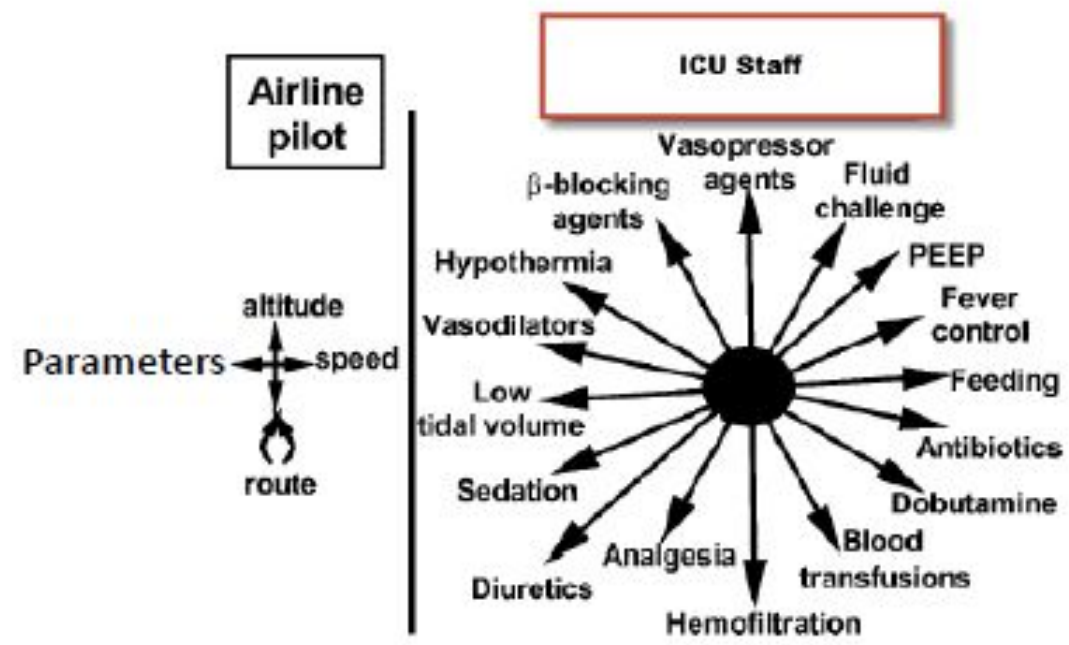 Airline
pilot
altitude
Parameters
speed
route
ICU Staff
Vasopressor
agents
Fluid
challenge
PEEP
Fever
control
Feeding
Antibiotics
Dobutamine
Blood
transfusions
Hemofiltration
Analgesia
Diuretics
Sedation
Low
tidal volume
Vasodilators
Hypothermia
β-blocking
agents